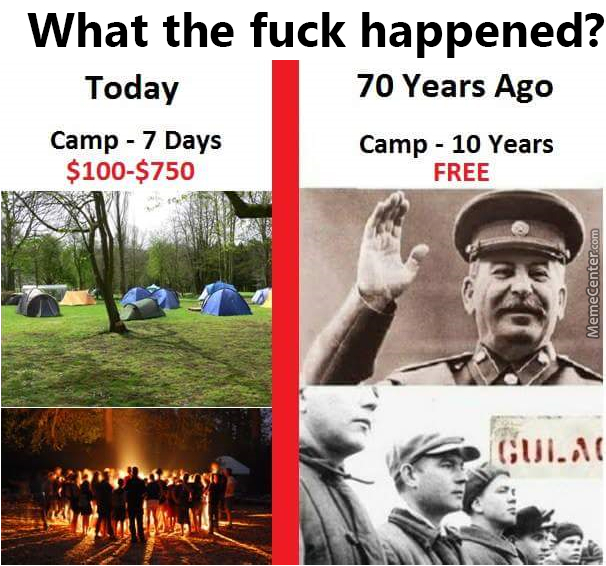 What the fuck happened?
Today
Camp - 7 Days
$100-$750
70 Years Ago
Camp - 10 Years
FREE
MemeCenter.com
GULAG